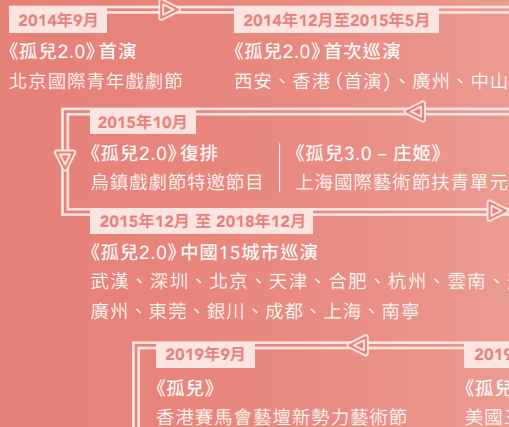 2014年9月
《孤兒2.0》首演
北京國際青年戲劇節
2014年12月至2015年5月
《孤兒2.0》首次巡演
西安、香港(首演)、廣州、中山
2015年10月
《孤兒2.0》復排
烏鎮戲劇節特邀節目
《孤兒3.0 – 庄姬》
上海國際藝術節扶青單元
2015年12月 至 2018年12月
《孤兒2.0》中國15城市巡演
武漢、深圳、北京、天津、合肥、杭州、雲南、
廣州、東莞、銀川、成都、上海、南寧
2019年9月
《孤兒》
香港賽馬會藝壇新勢力藝術節
2019
《孤兒
美國